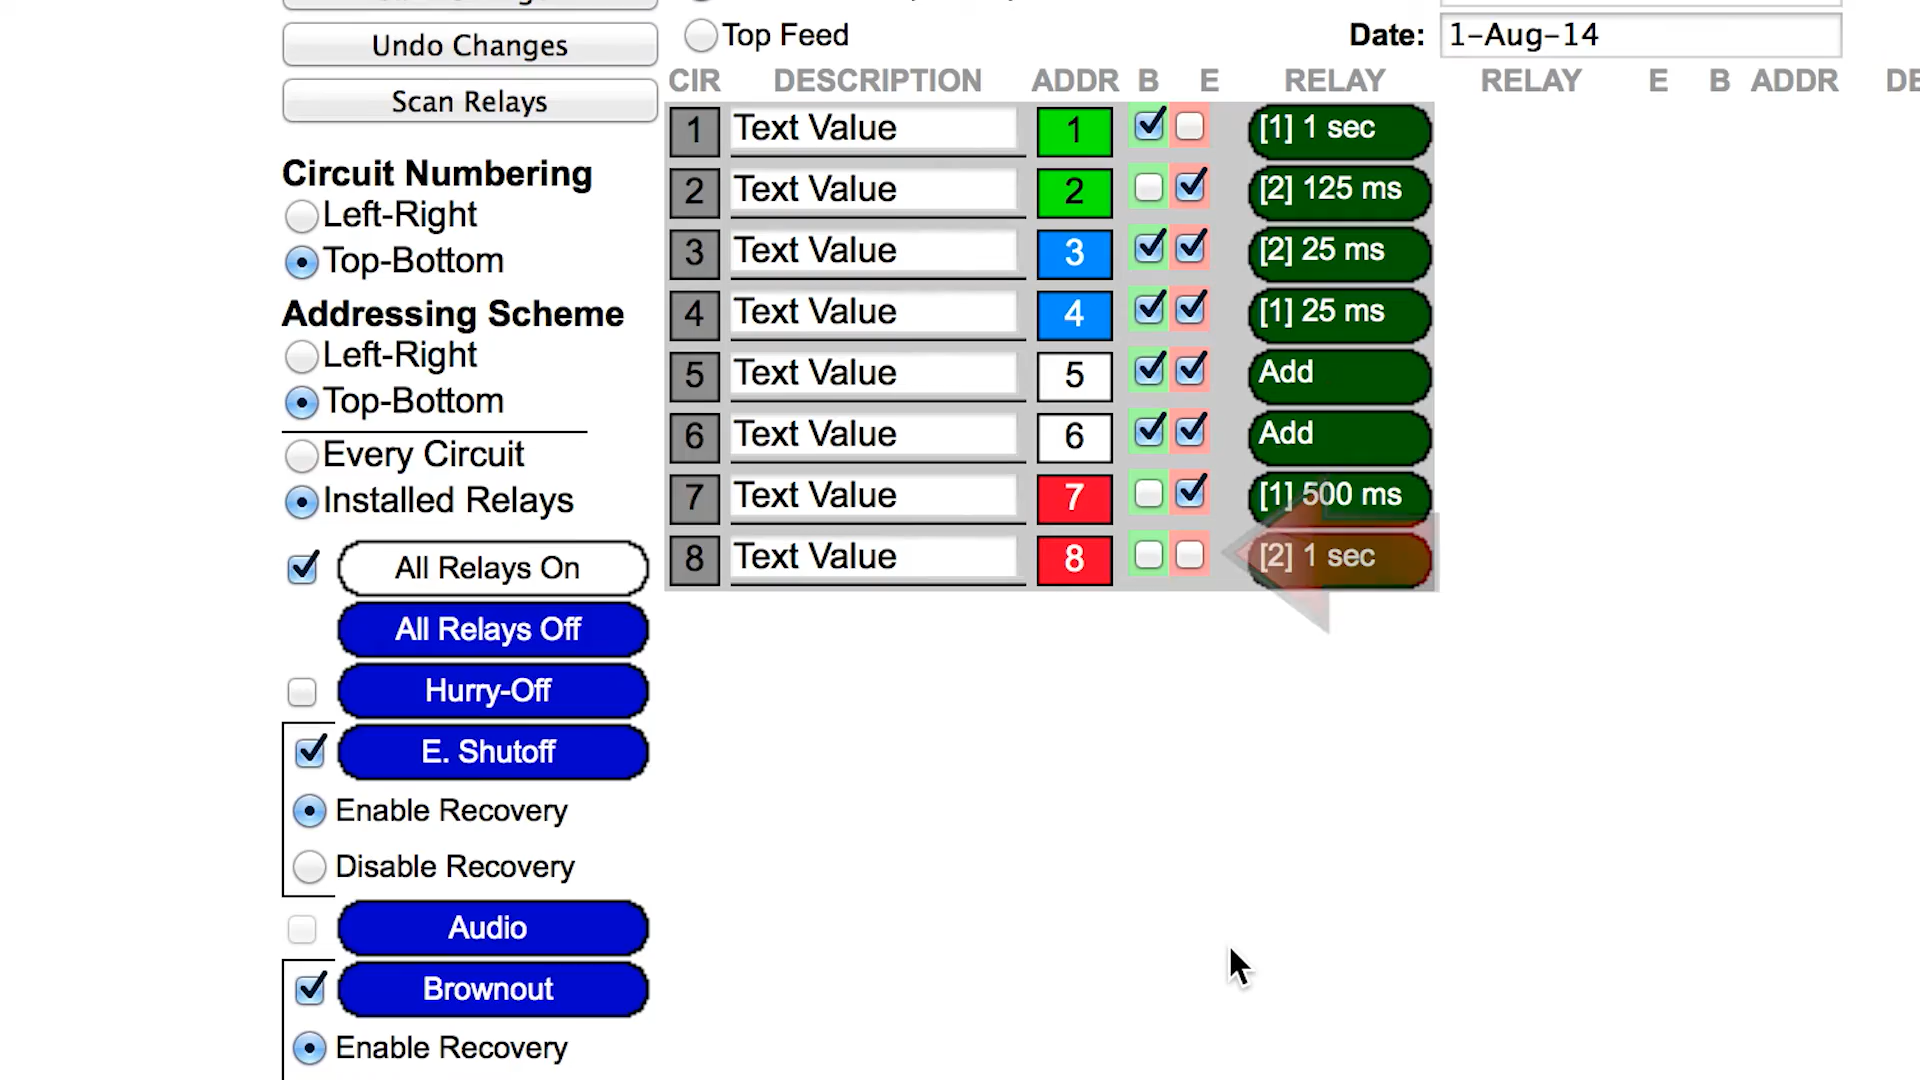 Undo Changes
Top Feed
Date: 1-Aug-14
CIR DESCRIPTION ADDR B E RELAY RELAY E B ADDR
Scan Relays
1 Text Value 1 [1] 1 sec
2 Text Value 2 [2] 125 ms
3 Text Value 3 [2] 25 ms
4 Text Value 4 [1] 25 ms
5 Text Value 5 Add
6 Text Value 6 Add
7 Text Value 7 [1] 500 ms
8 Text Value 8 [2] 1 sec
Circuit Numbering
Left-Right
Top-Bottom
Addressing Scheme
Left-Right
Top-Bottom
Every Circuit
Installed Relays
All Relays On
All Relays Off
Hurry-Off
E. Shutoff
Enable Recovery
Disable Recovery
Audio
Brownout
Enable Recovery